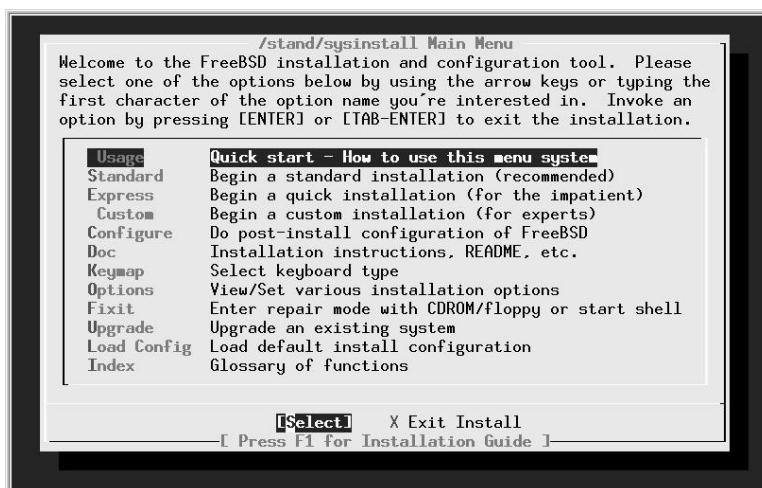 /stand/sysinstall Main Menu
Welcome to the FreeBSD installation and configuration tool.  Please
select one of the options below by using the arrow keys or typing the
first character of the option name you´re interested in.  Invoke an
option by pressing [ENTER] or [TAB-ENTER] to exit the installation.
Usage Quick start - How to use this menu system
Standard Begin a standard installation (recommended)
Express Begin a quick installation (for the impatient)
Custom Begin a custom installation (for experts)
Configure Do post-install configuration of FreeBSD
Doc Installation instructions, README, etc.
Keymap Select keyboard type
Options View/Set various installation options
Fixit Enter repair mode with CDROM/floppy or start shell
Upgrade Upgrade an existing system
Load Config Load default install configuration
Index Glossary of functions
[Select] X Exit Install
[ Press F1 for Installation Guide ]